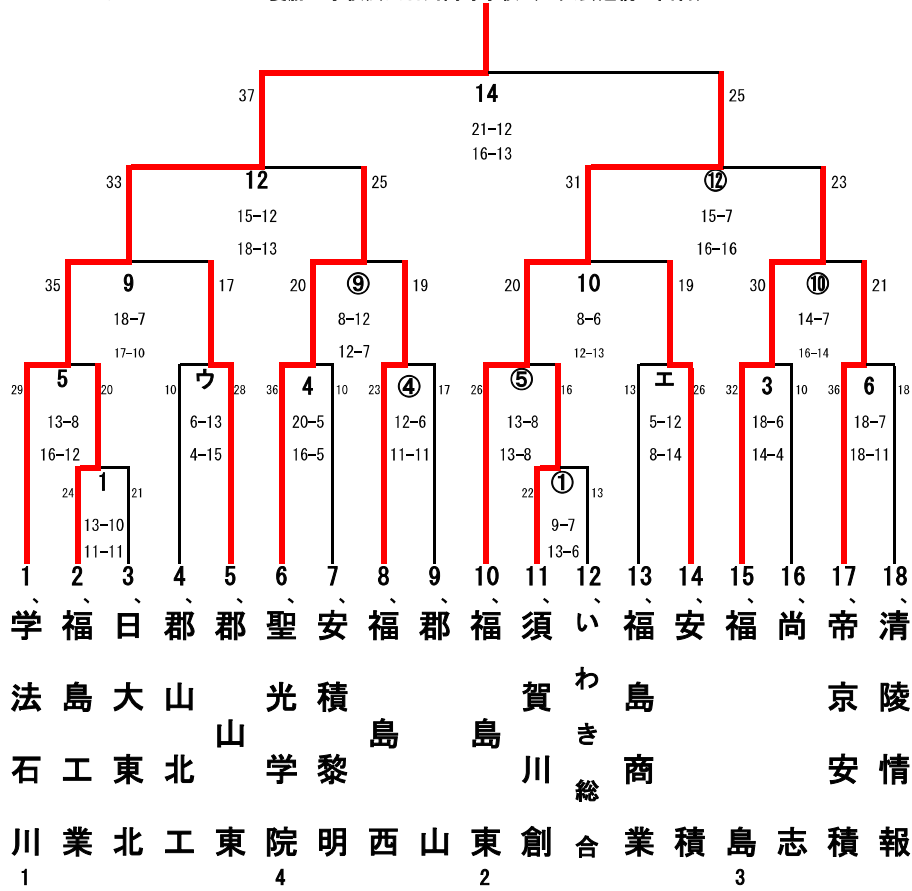 37 14 25
21-12
16-13
33 12 25 31 ⑫ 23
15-12 15-7
18-13 16-16
35 9 17 20 ⑨ 19 20 10 19 30 ⑩ 21
18-7 8-12 8-6 14-7
17-10 12-7 12-13 16-14
29 5 20 10 ウ 28 36 4 10 23 ④ 17 26 ⑤ 16 13 エ 26 32 3 10 36 6 18
13-8 6-13 20-5 12-6 13-8 5-12 18-6 18-7
16-12 4-15 16-5 11-11 13-8 8-14 14-4 18-11
24 1 21 22 ① 13
13-10 9-7
11-11 13-6
1、学法石川 1
2、福島工業
3、日大東北
4、郡山北工
5、郡山東
6、聖光学院 4
7、安積黎明
8、福島西
9、郡山
10、福島東 2
11、須賀川創
12、いわき総合
13、福島商業
14、安積
15、福島 3
16、尚志
17、帝京安積
18、清陵情報